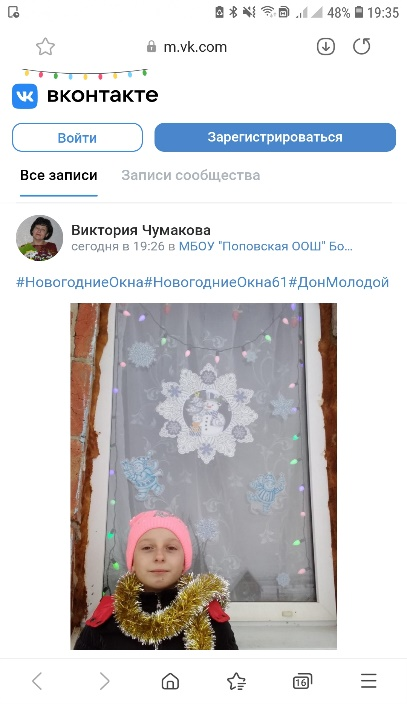 48% 19:35
m.vk.com
вконтакте
Войти
Зарегистрироваться
Все записи
Записи сообщества
Виктория Чумакова
сегодня в 19:26 в МБОУ "Поповская ООШ" Бо...
#НовогодниеОкна#НовогодниеОкна61#ДонМолодой
16